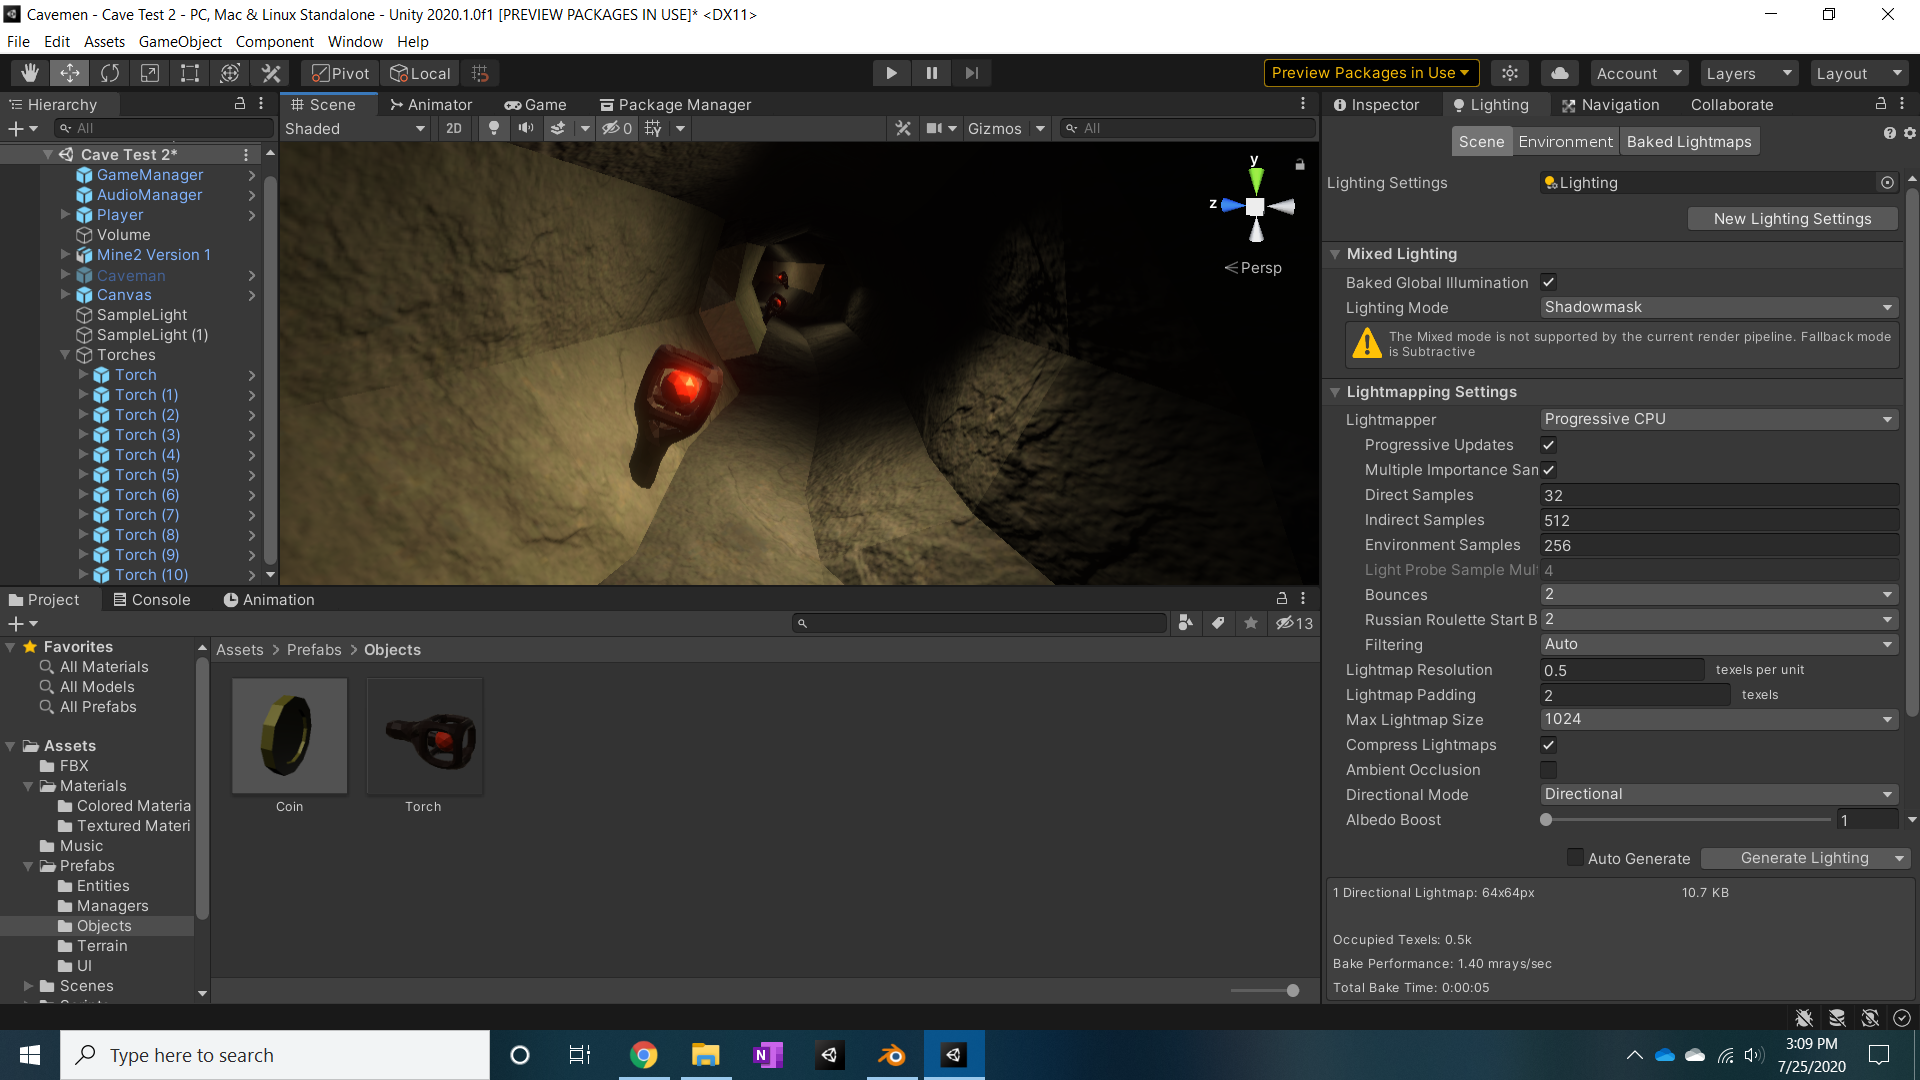 Cavemen - Cave Test 2 - PC, Mac & Linux Standalone - Unity 2020.1.0f1 [PREVIEW PACKAGES IN USE]* <DX11>
File Edit Assets GameObject Component Window Help
Pivot Local Preview Packages in Use Account Layers Layout
Hierarchy
All
Cave Test 2*
GameManager
AudioManager
Player
Volume
Mine2 Version 1
Caveman
Canvas
SampleLight
SampleLight (1)
Torches
Torch
Torch (1)
Torch (2)
Torch (3)
Torch (4)
Torch (5)
Torch (6)
Torch (7)
Torch (8)
Torch (9)
Torch (10)
Scene Animator Game Package Manager
Shaded 2D 0 Gizmos All
y
z
Persp
Inspector Lighting Navigation Collaborate
Scene Environment Baked Lightmaps
Lighting Settings Lighting
New Lighting Settings
Mixed Lighting
Baked Global Illumination
Lighting Mode Shadowmask
The Mixed mode is not supported by the current render pipeline. Fallback mode
is Subtractive
Lightmapping Settings
Lightmapper Progressive CPU
Progressive Updates
Multiple Importance Sam
Direct Samples 32
Indirect Samples 512
Environment Samples 256
Light Probe Sample Mult 4
Bounces 2
Russian Roulette Start B 2
Filtering Auto
Lightmap Resolution 0.5 texels per unit
Lightmap Padding 2 texels
Max Lightmap Size 1024
Compress Lightmaps
Ambient Occlusion
Directional Mode Directional
Albedo Boost 1
Auto Generate Generate Lighting
1 Directional Lightmap: 64x64px 10.7 KB
Occupied Texels: 0.5k
Bake Performance: 1.40 mrays/sec
Total Bake Time: 0:00:05
Project Console Animation
13
Favorites
All Materials
All Models
All Prefabs
Assets
FBX
Materials
Colored Materia
Textured Materi
Music
Prefabs
Entities
Managers
Objects
Terrain
UI
Scenes
Assets > Prefabs > Objects
Coin Torch
Type here to search
3:09 PM
7/25/2020